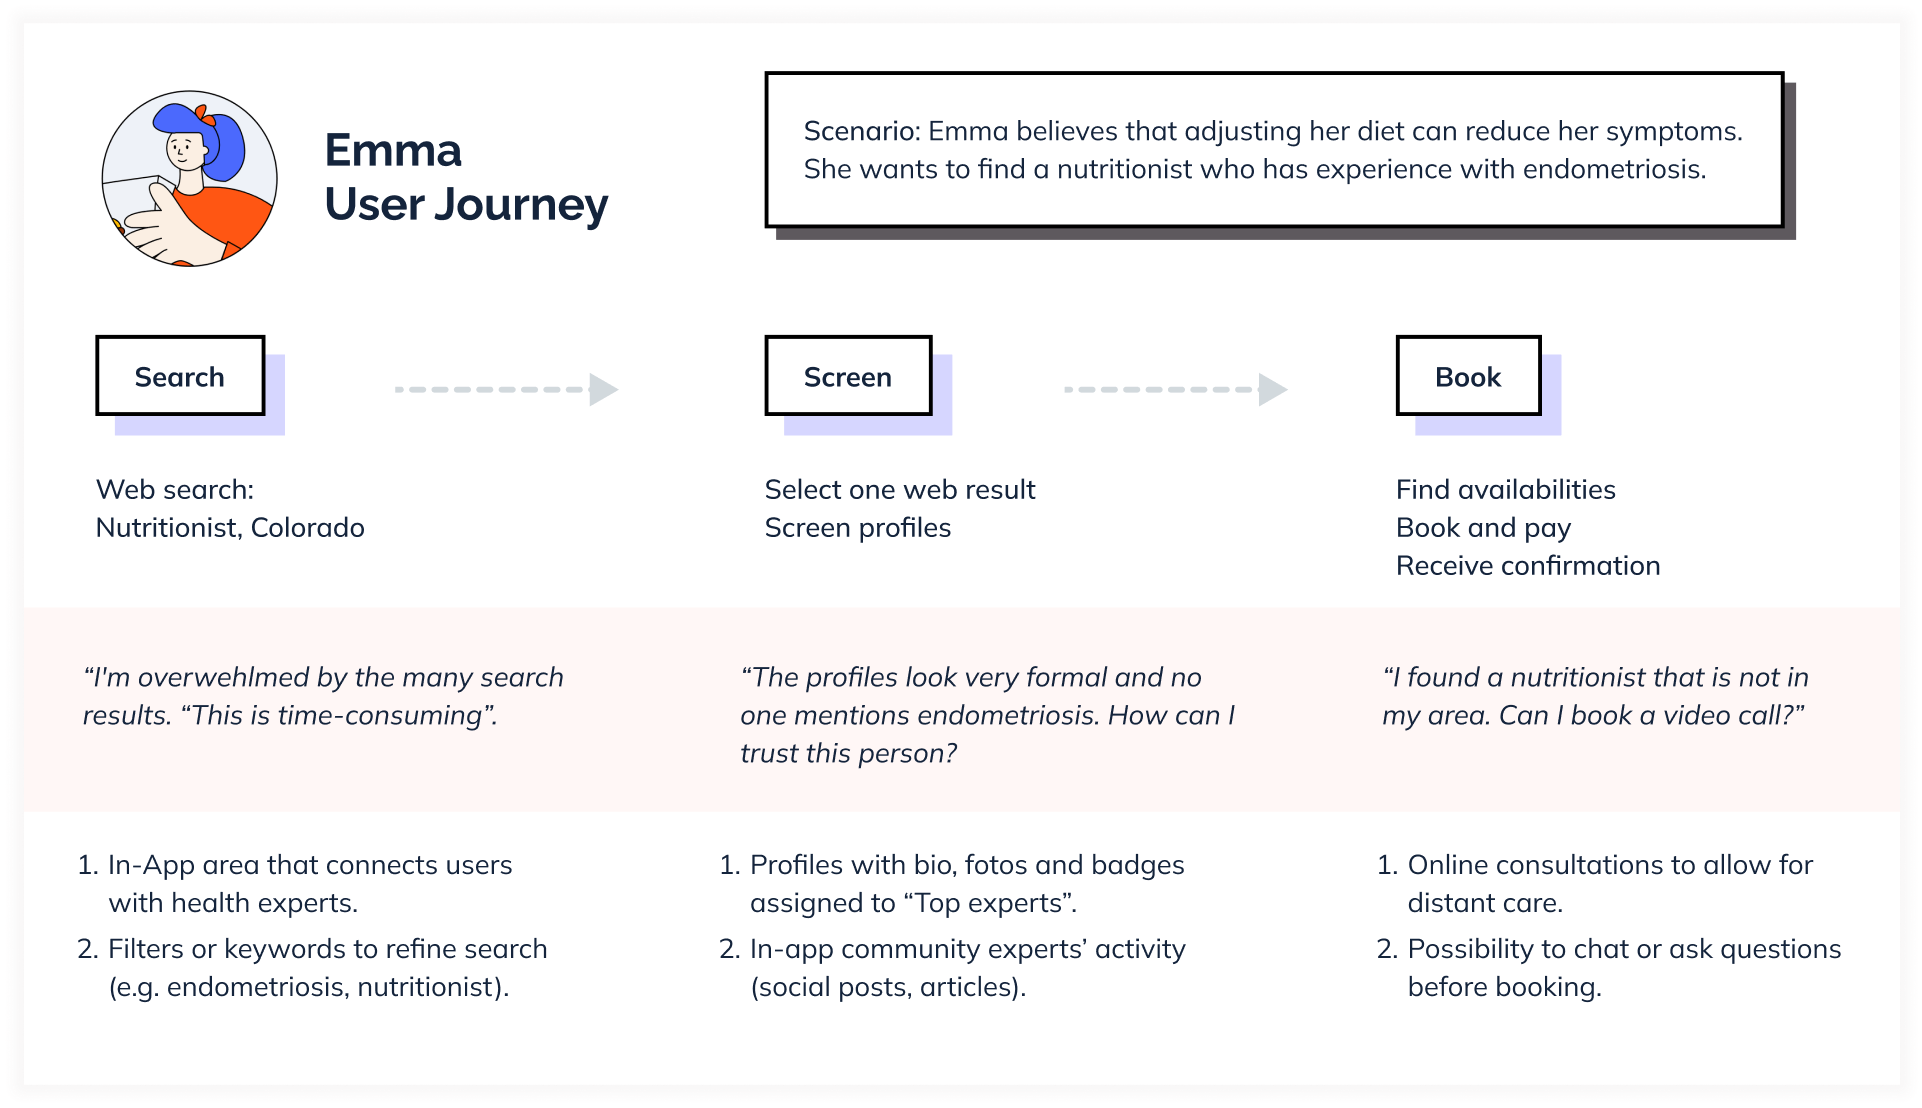 Emma
User Journey
Scenario: Emma believes that adjusting her diet can reduce her symptoms.
She wants to find a nutritionist who has experience with endometriosis.
Search
Screen
Book
Web search:
Nutritionist, Colorado
Select one web result
Screen profiles
Find availabilities
Book and pay
Receive confirmation
“I'm overwehlmed by the many search
results. “This is time-consuming”.
“The profiles look very formal and no
one mentions endometriosis. How can I
trust this person?
“I found a nutritionist that is not in
my area. Can I book a video call?”
1. In-App area that connects users
with health experts.
2. Filters or keywords to refine search
(e.g. endometriosis, nutritionist).
1. Profiles with bio, fotos and badges
assigned to “Top experts”.
2. In-app community experts’ activity
(social posts, articles).
1. Online consultations to allow for
distant care.
2. Possibility to chat or ask questions
before booking.